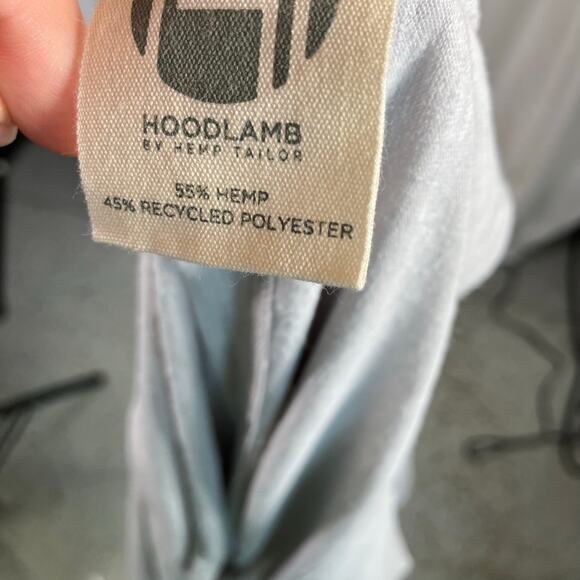 HOODLAMB
BY HEMP TAILOR
55% HEMP
45% RECYCLED POLYESTER